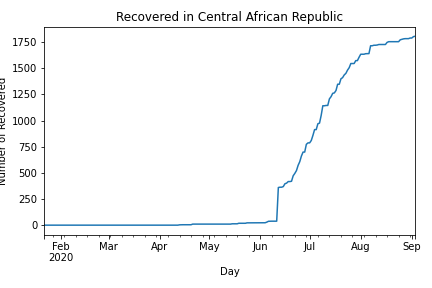 Recovered in Central African Republic
Number of Recovered
1750
1500
1250
1000
750
500
250
0
Feb Mar Apr May Jun Jul Aug Sep
2020
Day